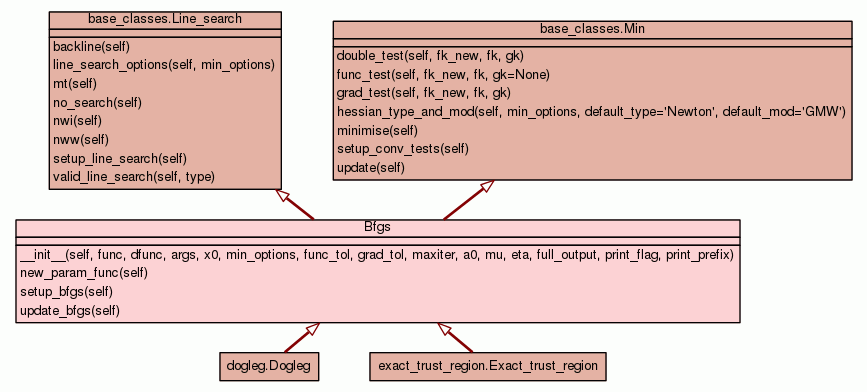 base_classes.Line_search
backline(self)
line_search_options(self, min_options)
mt(self)
no_search(self)
nwi(self)
nww(self)
setup_line_search(self)
valid_line_search(self, type)
base_classes.Min
double_test(self, fk_new, fk, gk)
func_test(self, fk_new, fk, gk=None)
grad_test(self, fk_new, fk, gk)
hessian_type_and_mod(self, min_options, default_type='Newton', default_mod='GMW')
minimise(self)
setup_conv_tests(self)
update(self)
Bfgs
__init__(self, func, dfunc, args, x0, min_options, func_tol, grad_tol, maxiter, a0, mu, eta, full_output, print_flag, print_prefix)
new_param_func(self)
setup_bfgs(self)
update_bfgs(self)
dogleg.Dogleg
exact_trust_region.Exact_trust_region